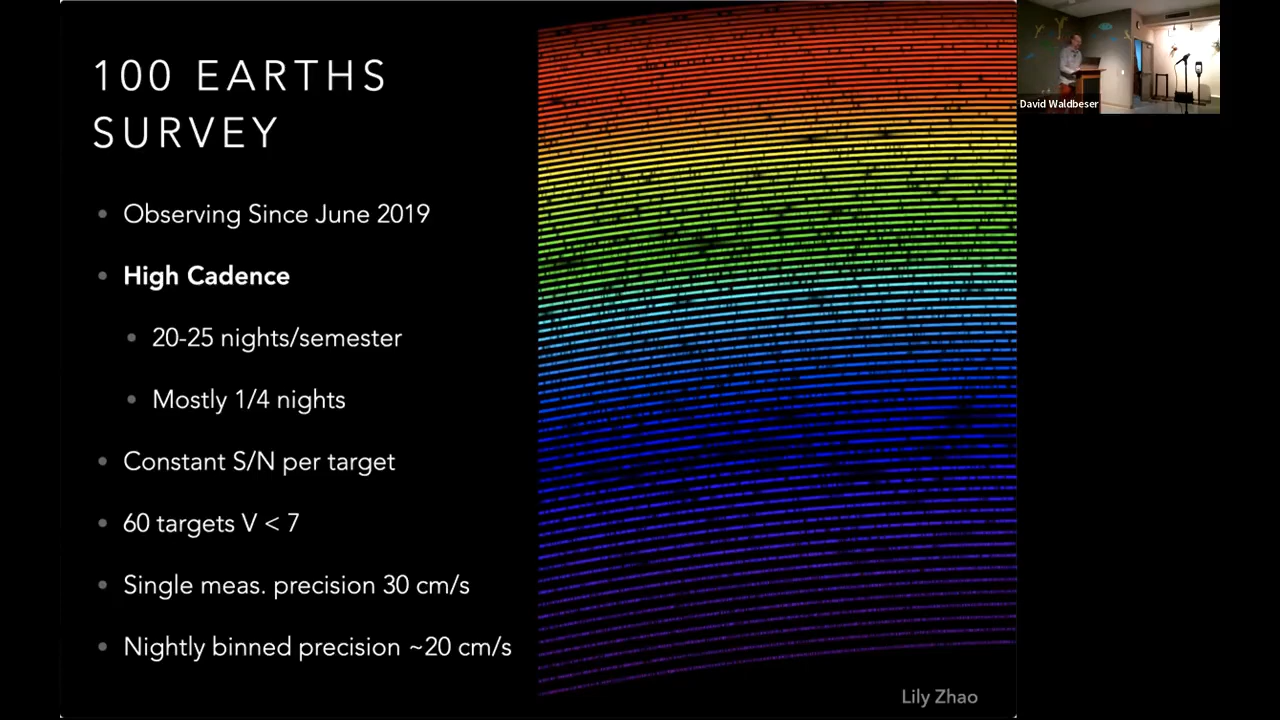 100 EARTHS
SURVEY
Observing Since June 2019
High Cadence
20-25 nights/semester
Mostly 1/4 nights
Constant S/N per target
60 targets V < 7
Single meas. precision 30 cm/s
Nightly binned precision ~20 cm/s
Lily Zhao
David Waldbeser